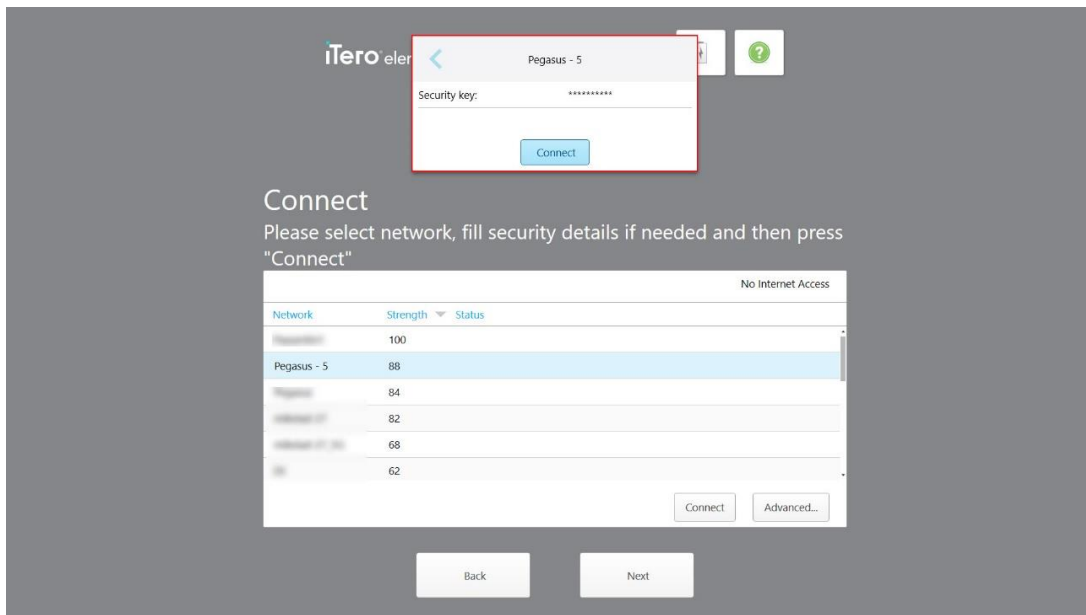 iTero eler
Pegasus - 5
?
Security key: **********
Connect
Connect
Please select network, fill security details if needed and then press
"Connect"
No Internet Access
Network Strength Status
100
Pegasus - 5 88
84
82
68
62
Connect Advanced...
Back Next